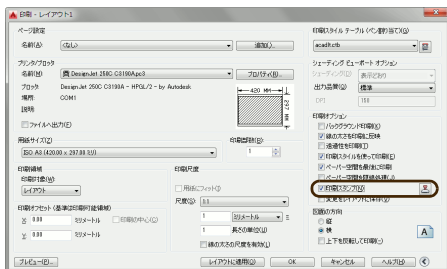 印刷 - レイアウト1
ページ設定
名前(A): <なし> 追加(.)...
プリンタ/プロッタ
名前(M): DesignJet 250C C3190A.pc3 プロパティ(R)...
プロッタ: DesignJet 250C C3190A - HPGL/2 - by Autodesk
場所: COM1
説明:
ファイルへ出力(F)
420 MM
297 MM
用紙サイズ(Z)
ISO A3 (420.00 x 297.00 ミリ)
印刷部数(B)
1
印刷領域
印刷対象(W):
レイアウト
印刷オフセット (基準は印刷可能領域)
X: 0.00 ミリメートル 印刷の中心(C)
Y: 0.00 ミリメートル
印刷尺度
用紙にフィット(I)
尺度(S): 1:1
1 ミリメートル =
1 長さの単位(U)
線の太さの尺度を有効(L)
印刷スタイル テーブル (ペン割り当て)(G)
acadlt.ctb
シェーディング ビューポート オプション
シェーディング(D) 表示どおり
出力品質(Q) 標準
DPI 150
印刷オプション
バックグラウンド印刷(K)
線の太さを印刷に反映
透過性を印刷(T)
印刷スタイルを使って印刷(E)
ペーパー空間を最後に印刷
印刷スタンプ(N)
変更をレイアウトに保存(V)
図面の方向
縦
横
上下を反転して印刷(-)
A
プレビュー(P)... レイアウトに適用(O) OK キャンセル ヘルプ(H)